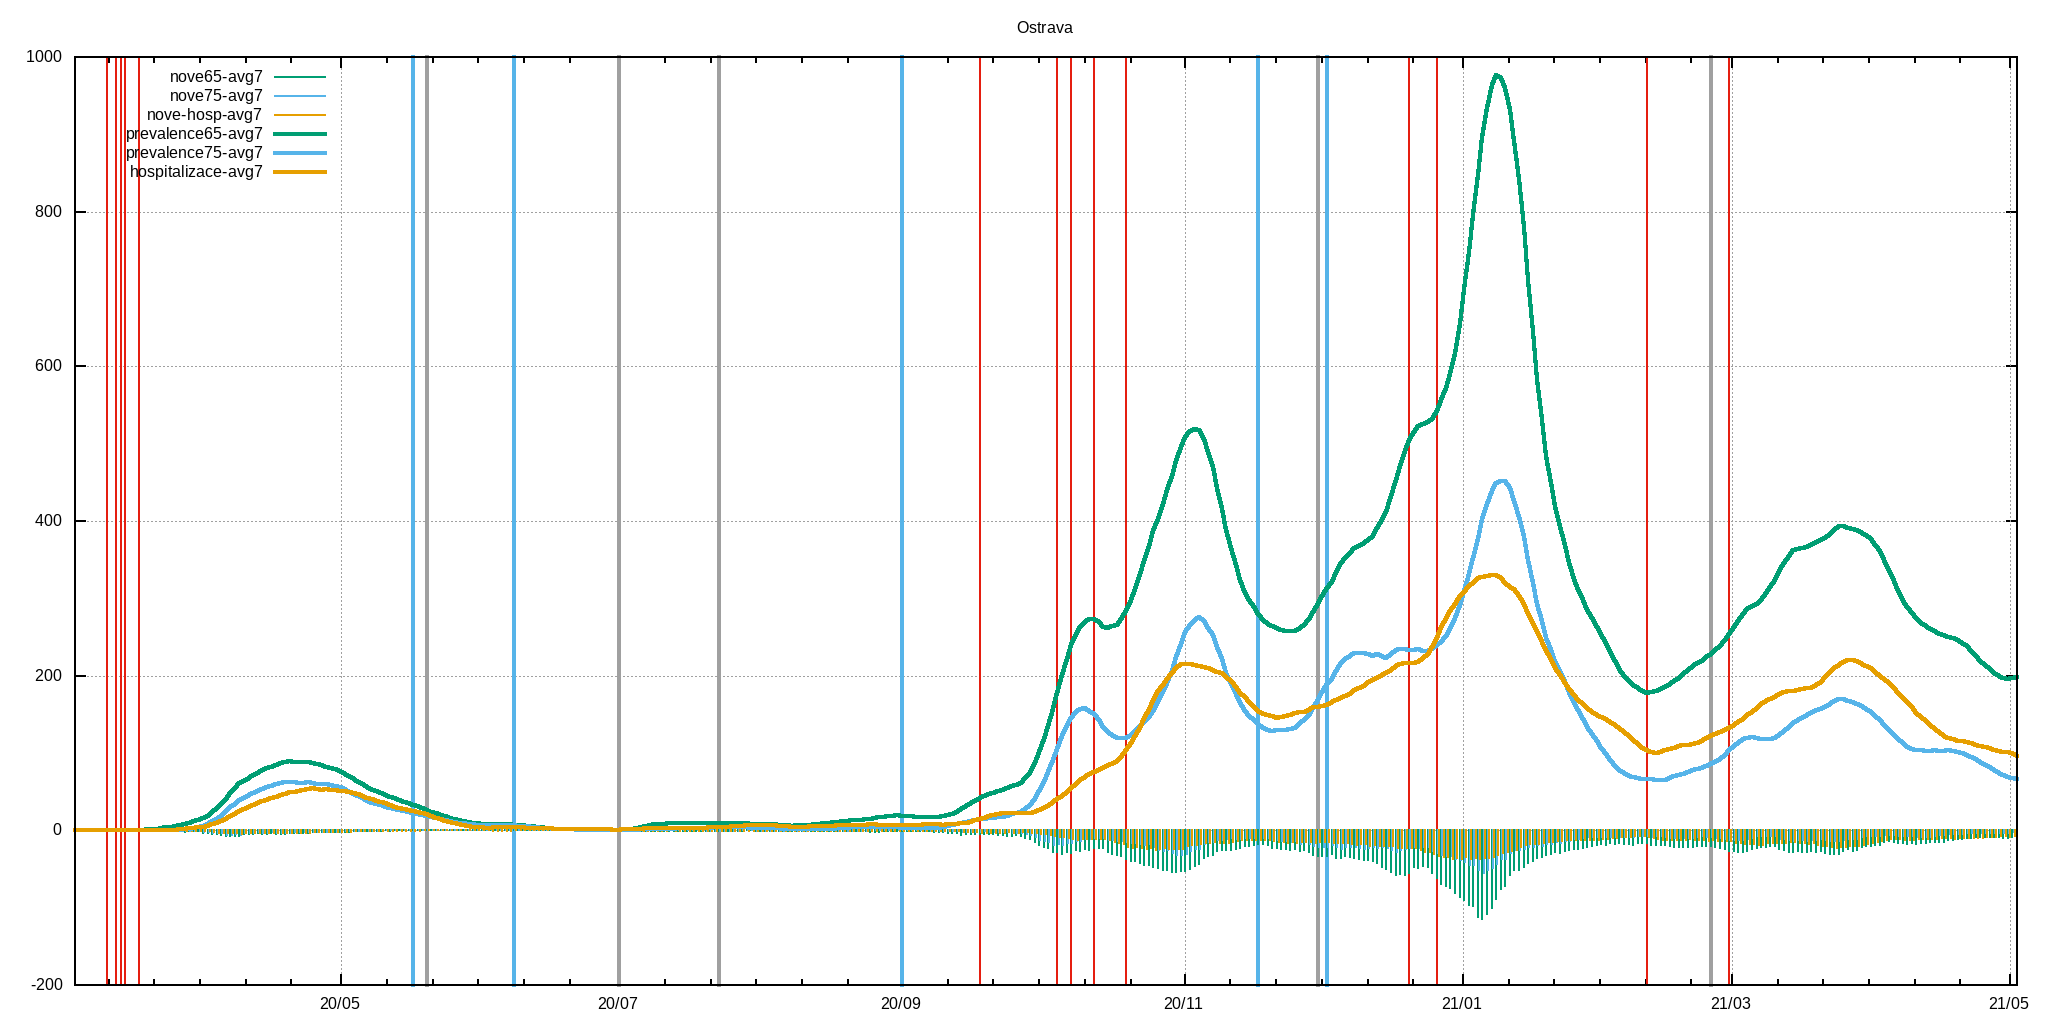 Ostrava
1000
800
600
400
200
0
-200
nove65-avg7
nove75-avg7
nove-hosp-avg7
prevalence65-avg7
prevalence75-avg7
hospitalizace-avg7
20/05 20/07 20/09 20/11 21/01 21/03 21/05